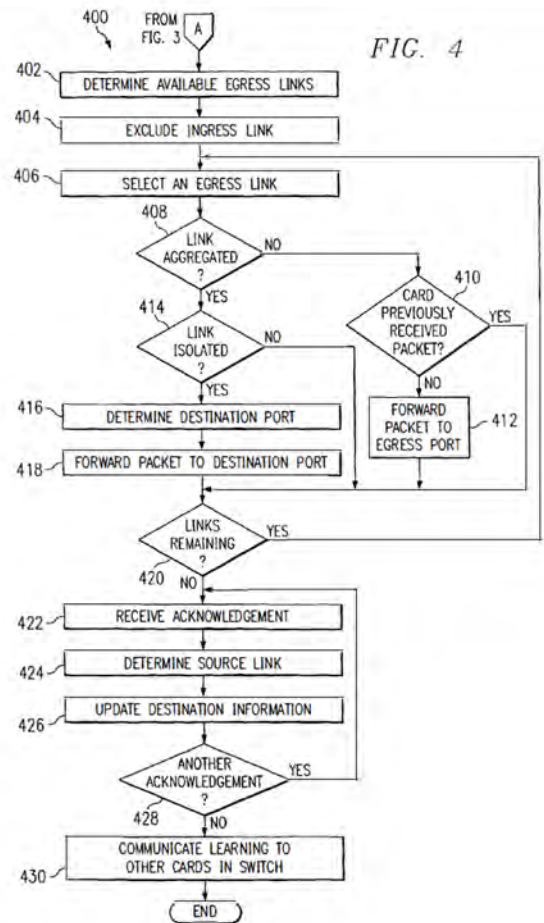 400
FROM
FIG. 3
A
FIG. 4
402
DETERMINE AVAILABLE EGRESS LINKS
404
EXCLUDE INGRESS LINK
406
SELECT AN EGRESS LINK
408
LINK
AGGREGATED
?
NO
YES
410
CARD
PREVIOUSLY
RECEIVED
PACKET?
YES
NO
414
LINK
ISOLATED
?
NO
YES
FORWARD
PACKET TO
EGRESS PORT
412
416
DETERMINE DESTINATION PORT
418
FORWARD PACKET TO DESTINATION PORT
LINKS
REMAINING
?
YES
420
NO
422
RECEIVE ACKNOWLEDGEMENT
424
DETERMINE SOURCE LINK
426
UPDATE DESTINATION INFORMATION
ANOTHER
ACKNOWLEDGEMENT
?
YES
428
NO
430
COMMUNICATE LEARNING TO
OTHER CARDS IN SWITCH
END